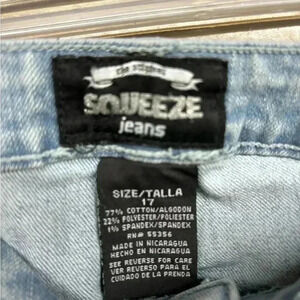 the original
SQUEEZE
jeans
SIZE/TALLA
17
77% COTTON/ALGODON
22% POLYESTER/POLIESTER
1% SPANDEX/SPANDEX
RN# 55356
MADE IN NICARAGUA
HECHO EN NICARAGUA
SEE REVERSE FOR CARE
VER REVERSO PARA EL
CUIDADO DE LA PRENDA